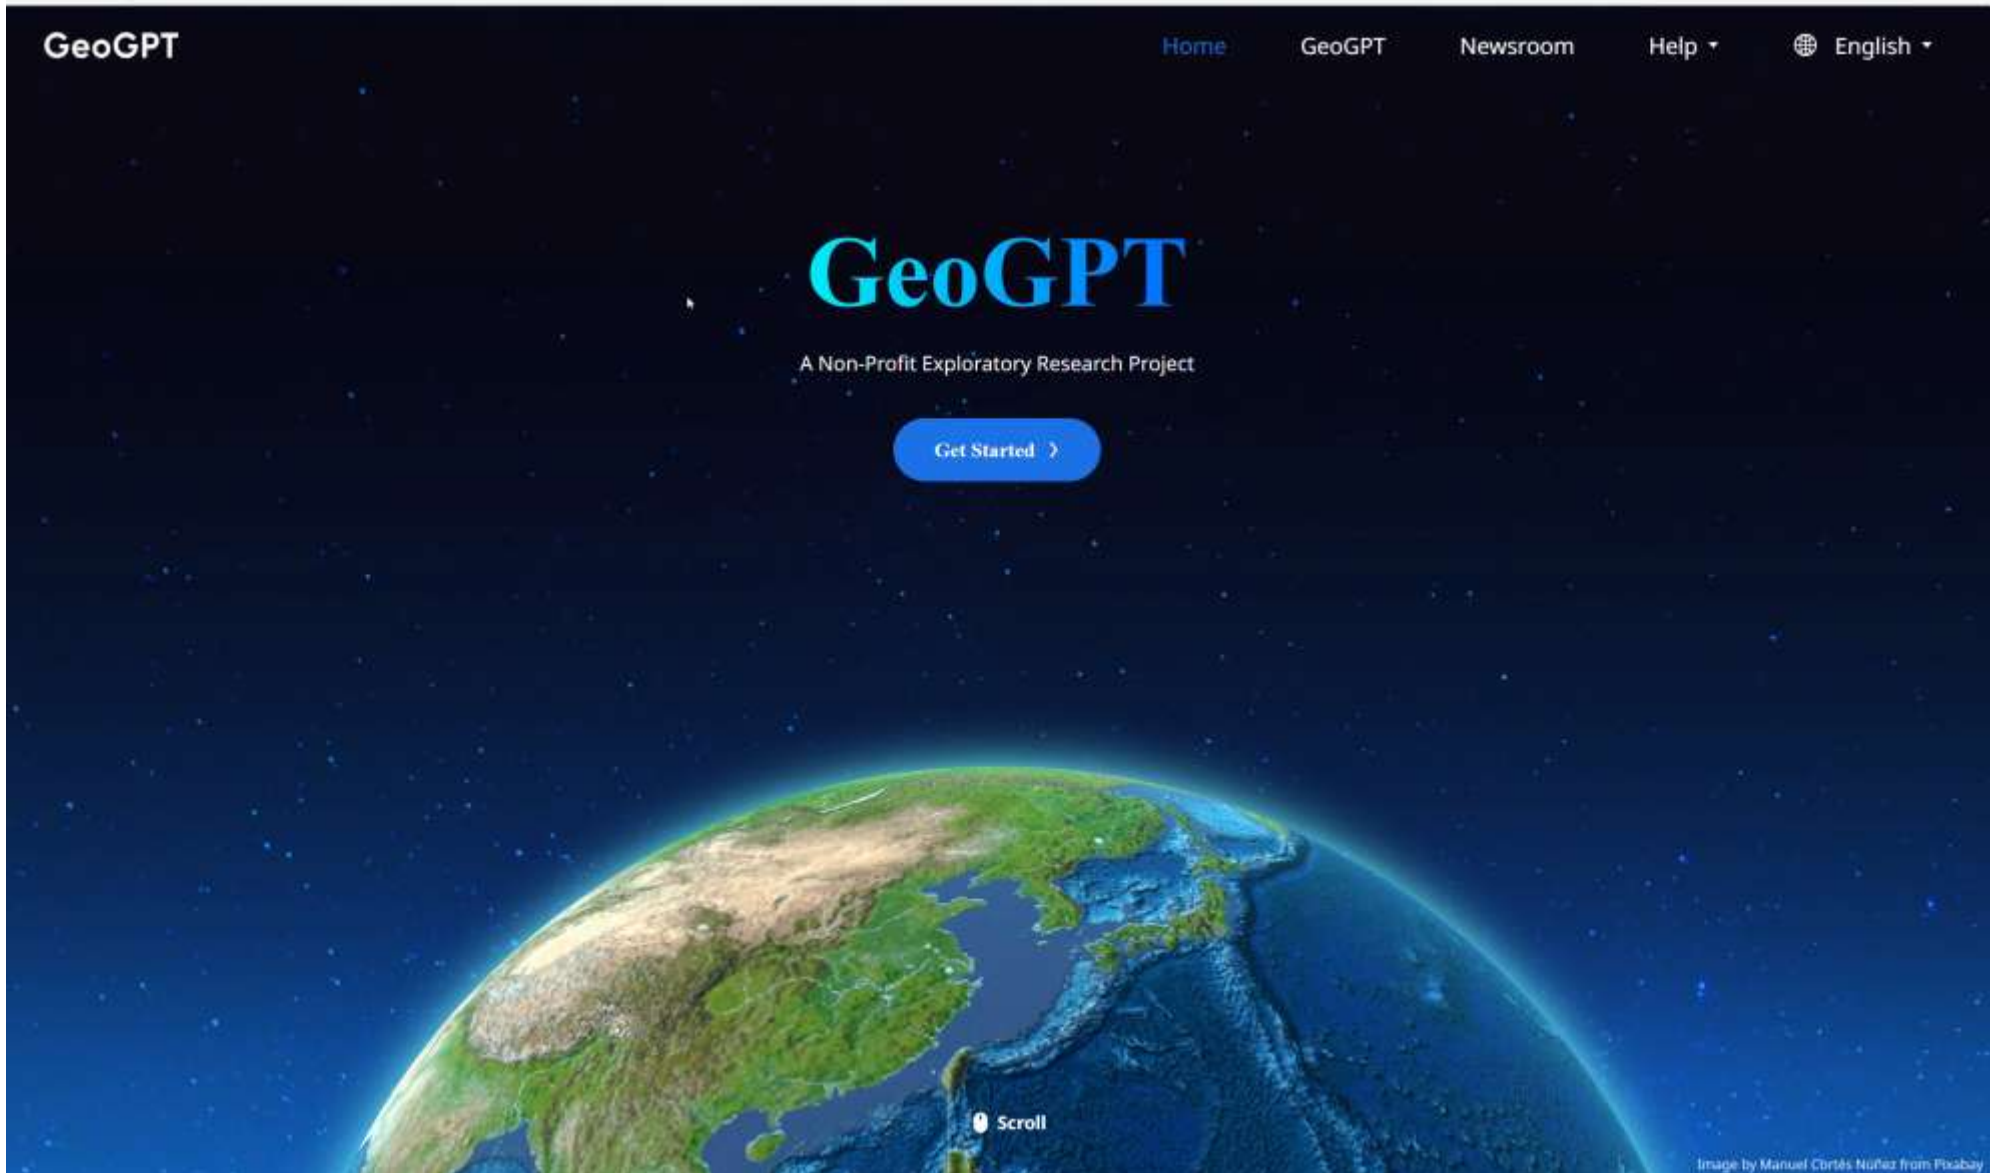 GeoGPT Home GeoGPT Newsroom Help English
GeoGPT
A Non-Profit Exploratory Research Project
Get Started
Scroll
Image by Manuel Cortés Núñez from Pixabay